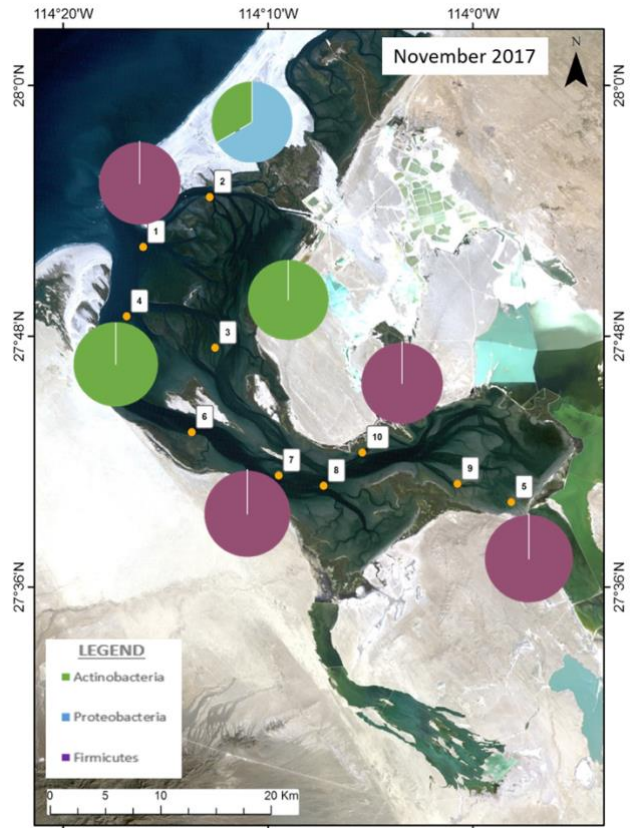 114°20'W 114°10'W 114°0'W
November 2017
N
28°0'N
28°0'N
2
1
4
27°48'N
27°48'N
3
6
10
7
8
9
5
27°36'N
27°36'N
LEGEND
Actinobacteria
Proteobacteria
Firmicutes
0 5 10 20 Km